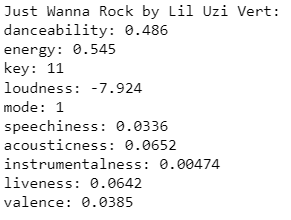 Just Wanna Rock by Lil Uzi Vert:
danceability: 0.486
energy: 0.545
key: 11
loudness: -7.924
mode: 1
speechiness: 0.0336
acousticness: 0.0652
instrumentalness: 0.00474
liveness: 0.0642
valence: 0.0385